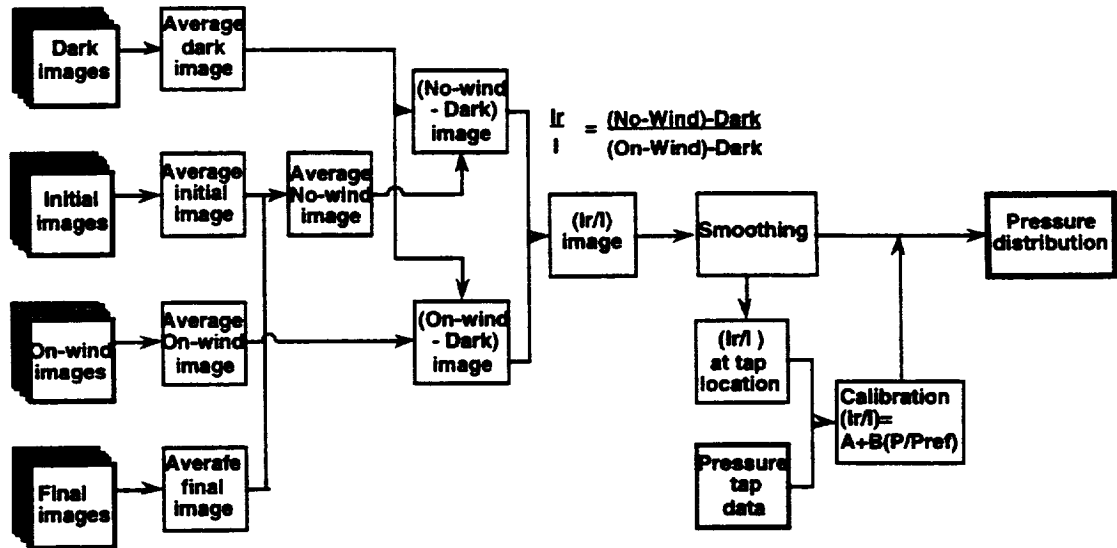 Dark
images
Average
dark
image
(No-wind
- Dark)
image
Ir
I
=
(No-Wind)-Dark
(On-Wind)-Dark
Initial
images
Average
initial
image
Average
No-wind
image
(Ir/I)
image
Smoothing
Pressure
distribution
On-wind
images
Average
On-wind
image
(On-wind
- Dark)
image
(Ir/I )
at tap
location
Calibration
(Ir/I)=
A+B(P/Pref)
Final
images
Averafe
final
image
Pressure
tap
data